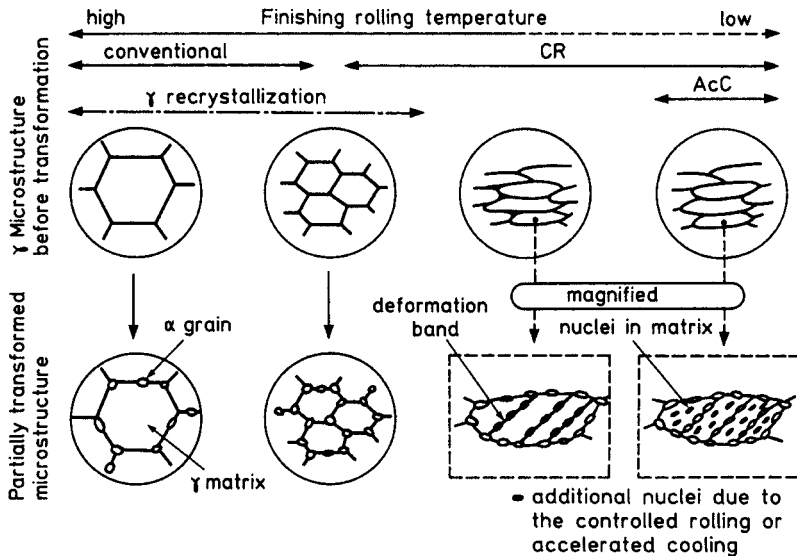 high Finishing rolling temperature low
conventional CR
AcC
γ recrystallization
γ Microstructure
before transformation
magnified
deformation
band
nuclei in matrix
α grain
γ matrix
Partially transformed
microstructure
additional nuclei due to
the controlled rolling or
accelerated cooling